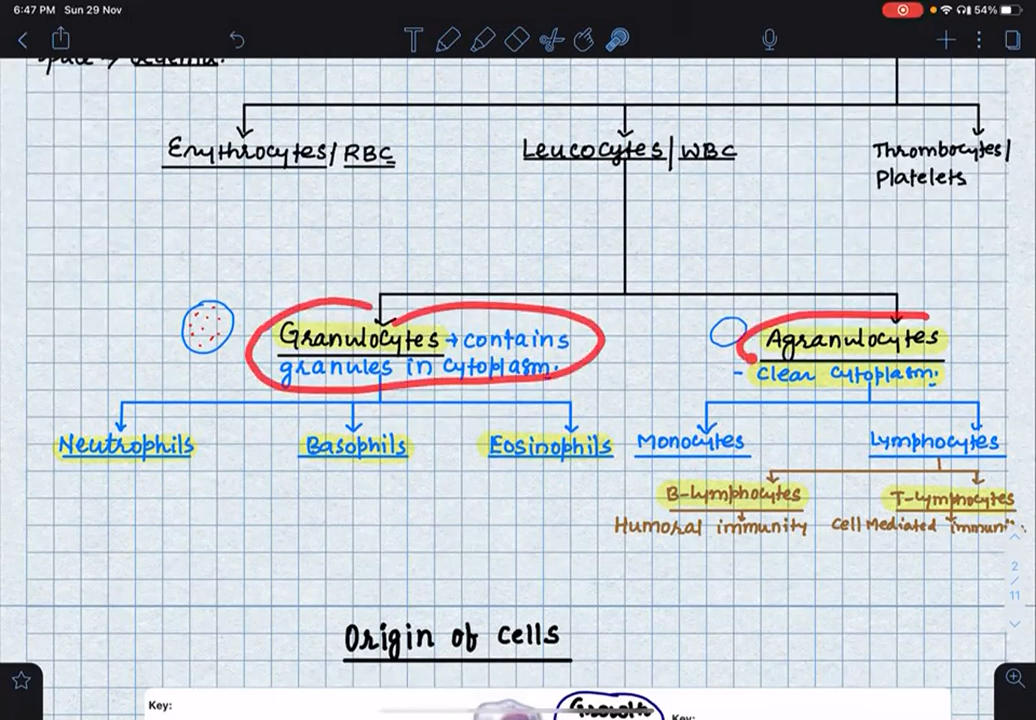 6:47 PM Sun 29 Nov
54%
Erythrocytes/RBC
Leucocytes/WBC
Thrombocytes/
Platelets
Granulocytes → contains
granules in cytoplasm.
Agranulocytes
- clear cytoplasm.
Neutrophils
Basophils
Eosinophils
Monocytes
Lymphocytes
B-lymphocytes
T-lymphocytes
Humoral immunity
Cell Mediated immuni
2
/
11
Origin of cells
Key:
Growth
Key: